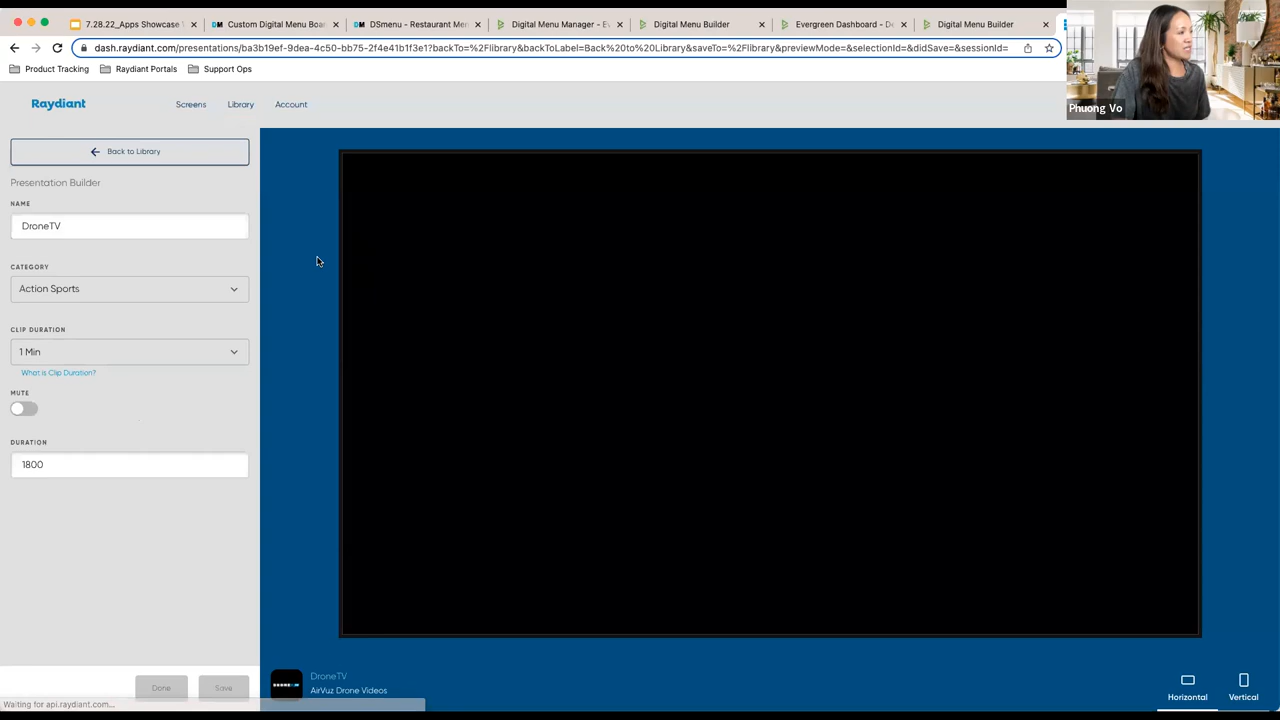 7.28.22_Apps Showcase
Custom Digital Menu Boa
DSmenu - Restaurant Men
Digital Menu Manager - Ev
Digital Menu Builder
Evergreen Dashboard - De
Digital Menu Builder
dash.raydiant.com/presentations/ba3b19ef-9dea-4c50-bb75-2f4e41b1f3e1?backTo=%2Flibrary&backToLabel=Back%20to%20Library&saveTo=%2Flibrary&previewMode=&selectionId=&didSave=&sessionId=
Product Tracking
Raydiant Portals
Support Ops
Phuong Vo
Raydiant
Screens
Library
Account
Back to Library
Presentation Builder
NAME
DroneTV
CATEGORY
Action Sports
CLIP DURATION
1 Min
What is Clip Duration?
MUTE
DURATION
1800
Done
Save
DroneTV
AirVuz Drone Videos
Horizontal
Vertical
Waiting for api.raydiant.com...